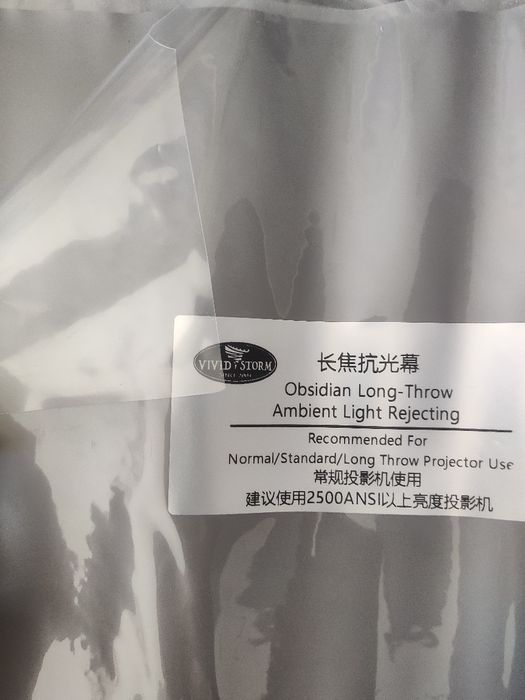 VIVID STORM
SINCE 2004
长焦抗光幕
Obsidian Long-Throw
Ambient Light Rejecting
Recommended For
Normal/Standard/Long Throw Projector Use
常规投影机使用
建议使用2500ANSI以上亮度投影机